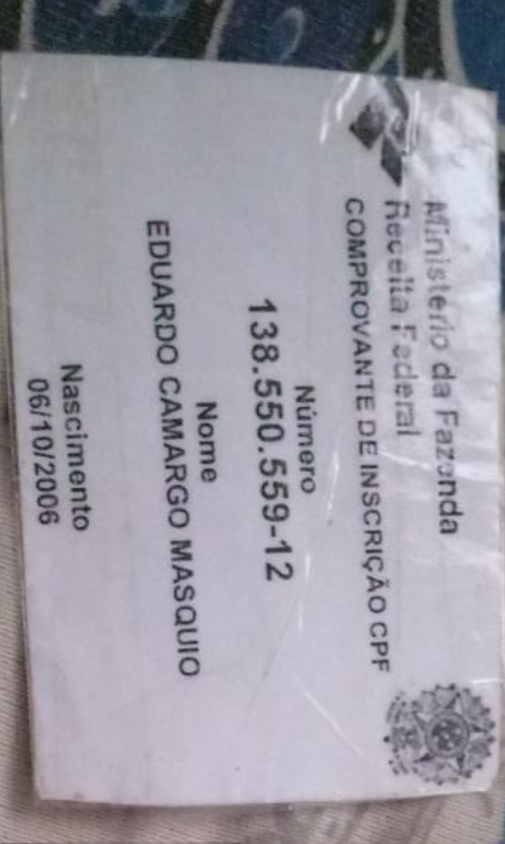 Ministério da Fazenda
Receita Federal
COMPROVANTE DE INSCRIÇÃO CPF
Número
138.550.559-12
Nome
EDUARDO CAMARGO MASQUIO
Nascimento
06/10/2006